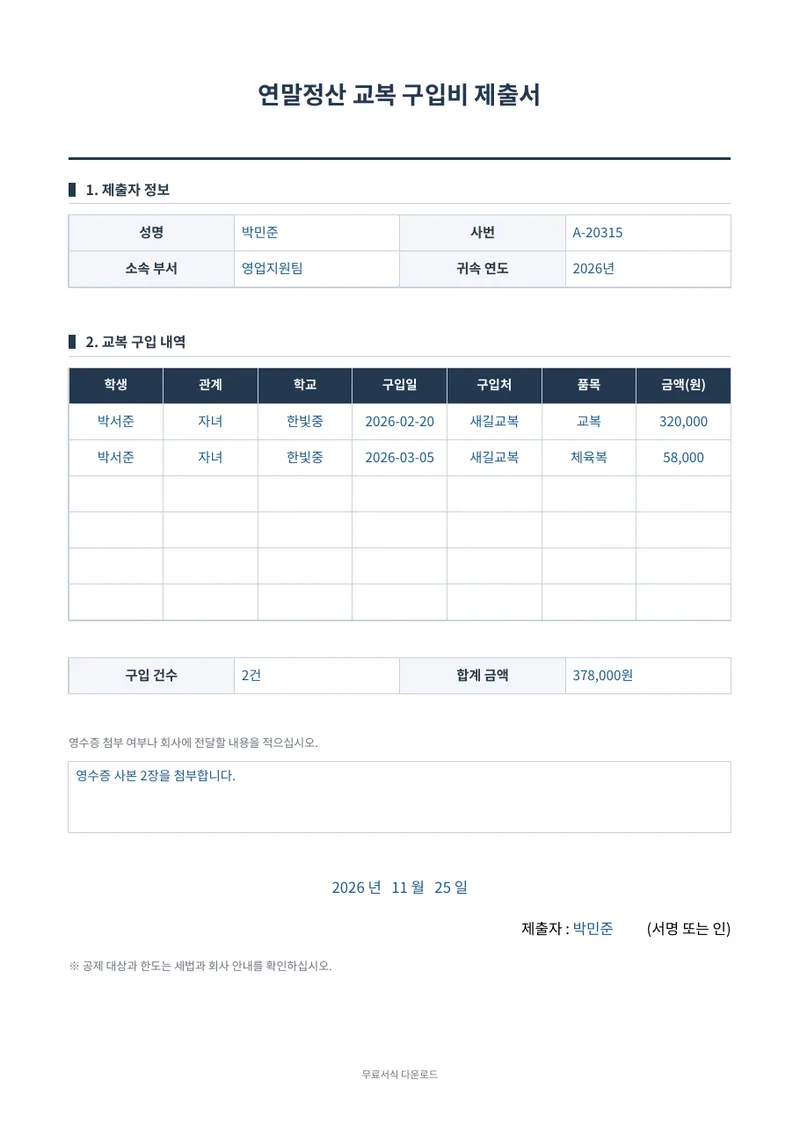 연말정산 교복 구입비 제출서
1. 제출자 정보
성명 박민준 사번 A-20315
소속 부서 영업지원팀 귀속 연도 2026년
2. 교복 구입 내역
학생 관계 학교 구입일 구입처 품목 금액(원)
박서준 자녀 한빛중 2026-02-20 새길교복 교복 320,000
박서준 자녀 한빛중 2026-03-05 새길교복 체육복 58,000
구입 건수 2건 합계 금액 378,000원
영수증 첨부 여부나 회사에 전달할 내용을 적으십시오.
영수증 사본 2장을 첨부합니다.
2026 년 11 월 25 일
제출자 : 박민준 (서명 또는 인)
※ 공제 대상과 한도는 세법과 회사 안내를 확인하십시오.
무료서식 다운로드